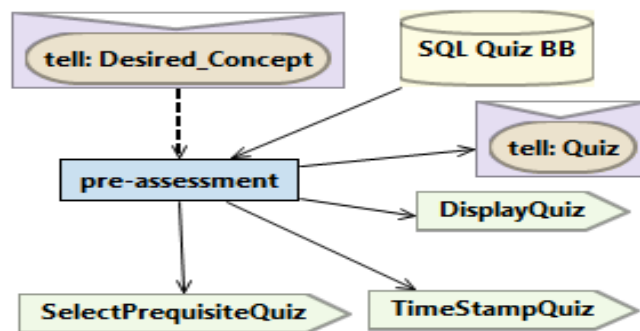 tell: Desired_Concept
SQL Quiz BB
tell: Quiz
pre-assessment
DisplayQuiz
SelectPrequisiteQuiz
TimeStampQuiz